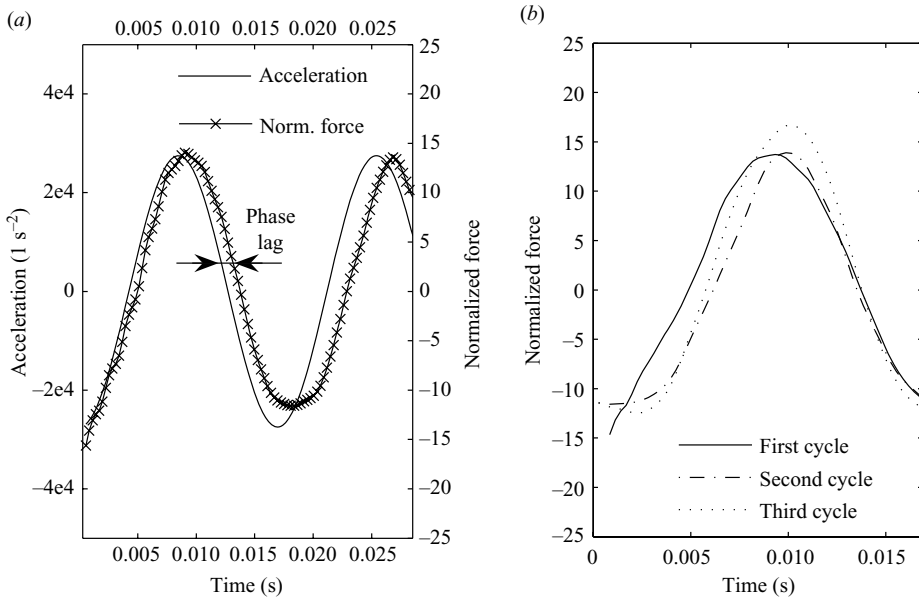 (a)
0.005 0.010 0.015 0.020 0.025
4e4
2e4
0
–2e4
–4e4
Acceleration (1 s–2)
25
20
15
10
5
0
–5
–10
–15
–20
–25
Normalized force
Acceleration
Norm. force
Phase
lag
0.005 0.010 0.015 0.020 0.025
Time (s)
(b)
25
20
15
10
5
0
–5
–10
–15
–20
–25
Normalized force
First cycle
Second cycle
Third cycle
0 0.005 0.010 0.015
Time (s)